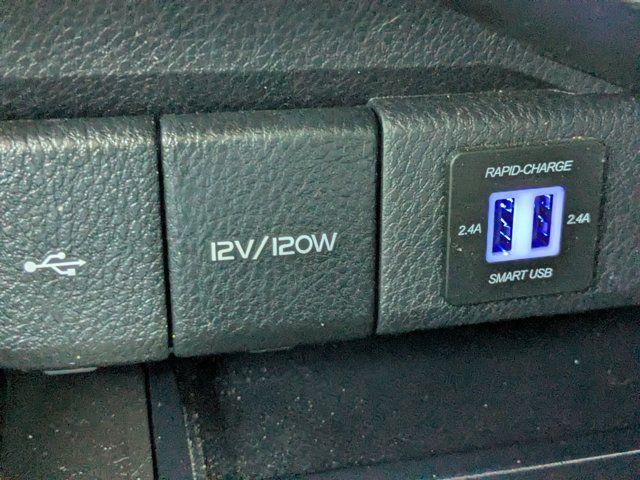 12V/120W
RAPID-CHARGE
2.4A
2.4A
SMART USB